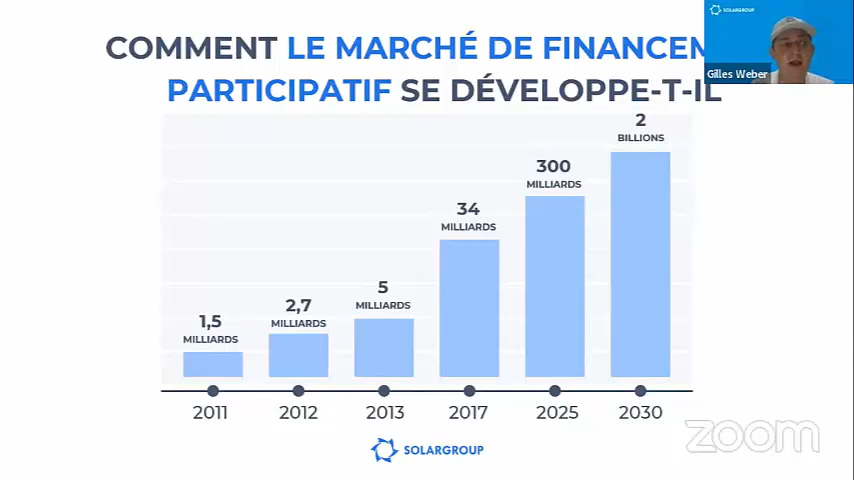 COMMENT LE MARCHÉ DE FINANCEM
PARTICIPATIF SE DÉVELOPPE-T-IL
SOLARGROUP
Gilles Weber
2
BILLIONS
300
MILLIARDS
34
MILLIARDS
5
MILLIARDS
2,7
MILLIARDS
1,5
MILLIARDS
2011 2012 2013 2017 2025 2030
SOLARGROUP
zoom